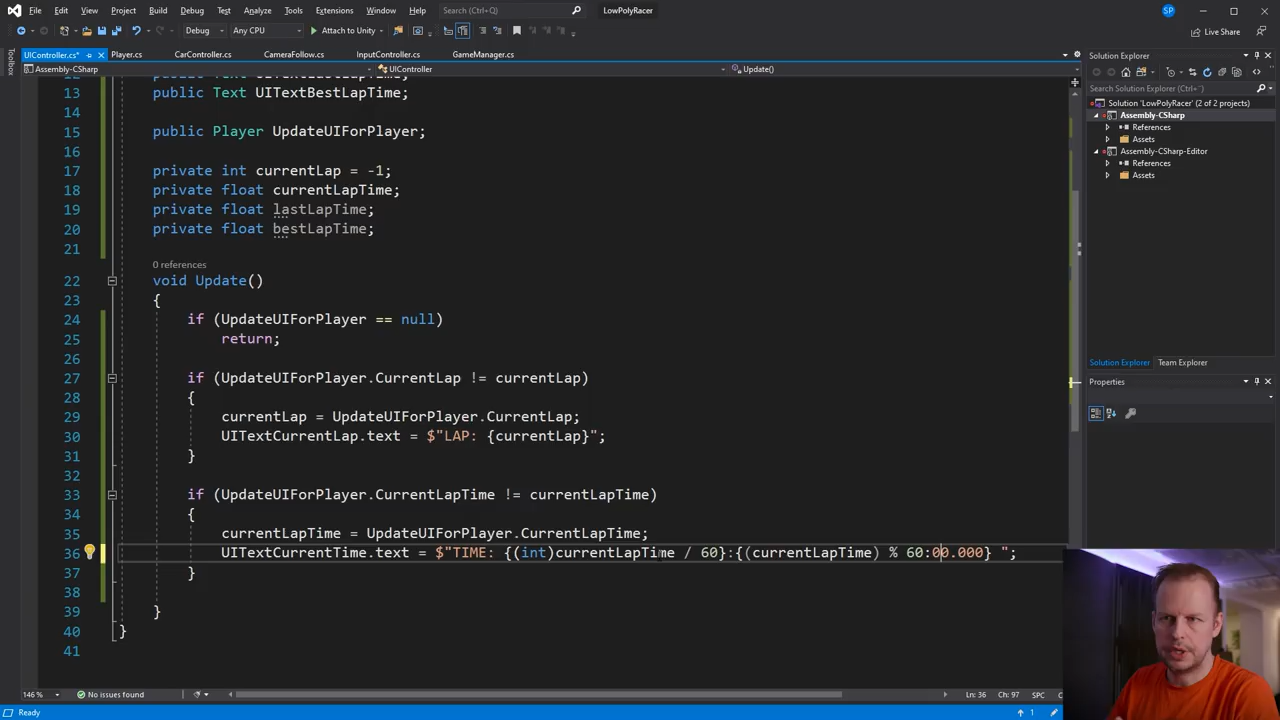 File Edit View Git Project Build Debug Test Analyze Tools Extensions Window Help Search (Ctrl+Q) LowPolyRacer SP
Debug Any CPU Attach to Unity Live Share
UIController.cs* Player.cs CarController.cs CameraFollow.cs InputController.cs GameManager.cs
Assembly-CSharp UIController Update()
Toolbox
13 public Text UITextBestLapTime;
14
15 public Player UpdateUIForPlayer;
16
17 private int currentLap = -1;
18 private float currentLapTime;
19 private float lastLapTime;
20 private float bestLapTime;
21
0 references
22 void Update()
23 {
24 if (UpdateUIForPlayer == null)
25 return;
26
27 if (UpdateUIForPlayer.CurrentLap != currentLap)
28 {
29 currentLap = UpdateUIForPlayer.CurrentLap;
30 UITextCurrentLap.text = $"LAP: {currentLap}";
31 }
32
33 if (UpdateUIForPlayer.CurrentLapTime != currentLapTime)
34 {
35 currentLapTime = UpdateUIForPlayer.CurrentLapTime;
36 UITextCurrentTime.text = $"TIME: {(int)currentLapTime / 60}:{(currentLapTime) % 60:00.000} ";
37 }
38
39 }
40 }
41
146 % No issues found Ln: 36 Ch: 97 SPC
Ready 1
Solution Explorer
Search Solution Explorer (Ctrl+;)
Solution 'LowPolyRacer' (2 of 2 projects)
Assembly-CSharp
References
Assets
Assembly-CSharp-Editor
References
Assets
Solution Explorer Team Explorer
Properties